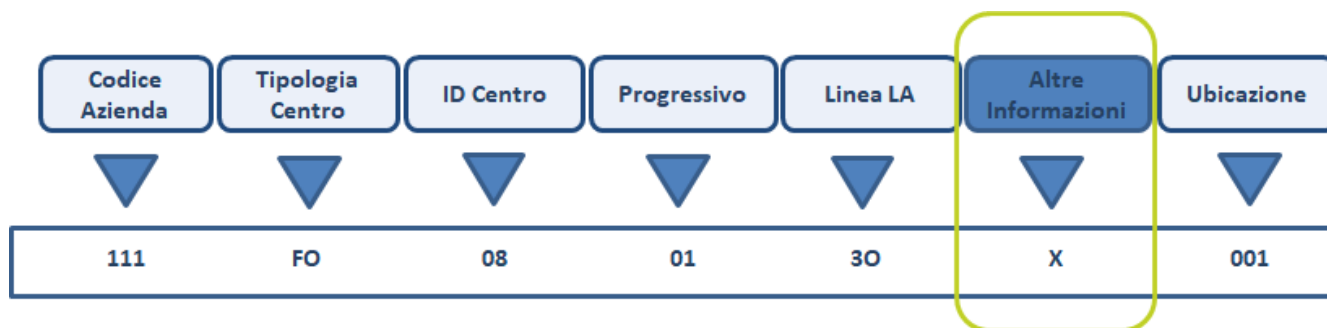 Codice
Azienda
Tipologia
Centro
ID Centro
Progressivo
Linea LA
Altre
Informazioni
Ubicazione
111
FO
08
01
3O
X
001